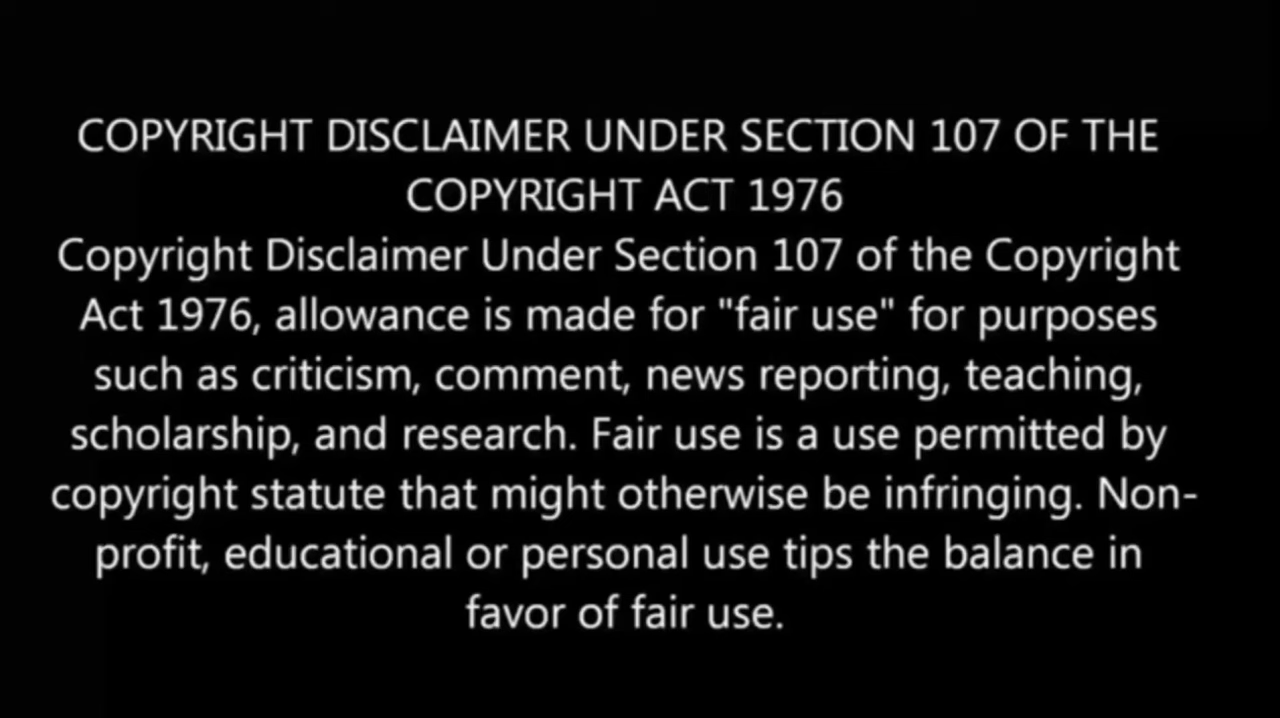 COPYRIGHT DISCLAIMER UNDER SECTION 107 OF THE
COPYRIGHT ACT 1976
Copyright Disclaimer Under Section 107 of the Copyright
Act 1976, allowance is made for "fair use" for purposes
such as criticism, comment, news reporting, teaching,
scholarship, and research. Fair use is a use permitted by
copyright statute that might otherwise be infringing. Non-
profit, educational or personal use tips the balance in
favor of fair use.